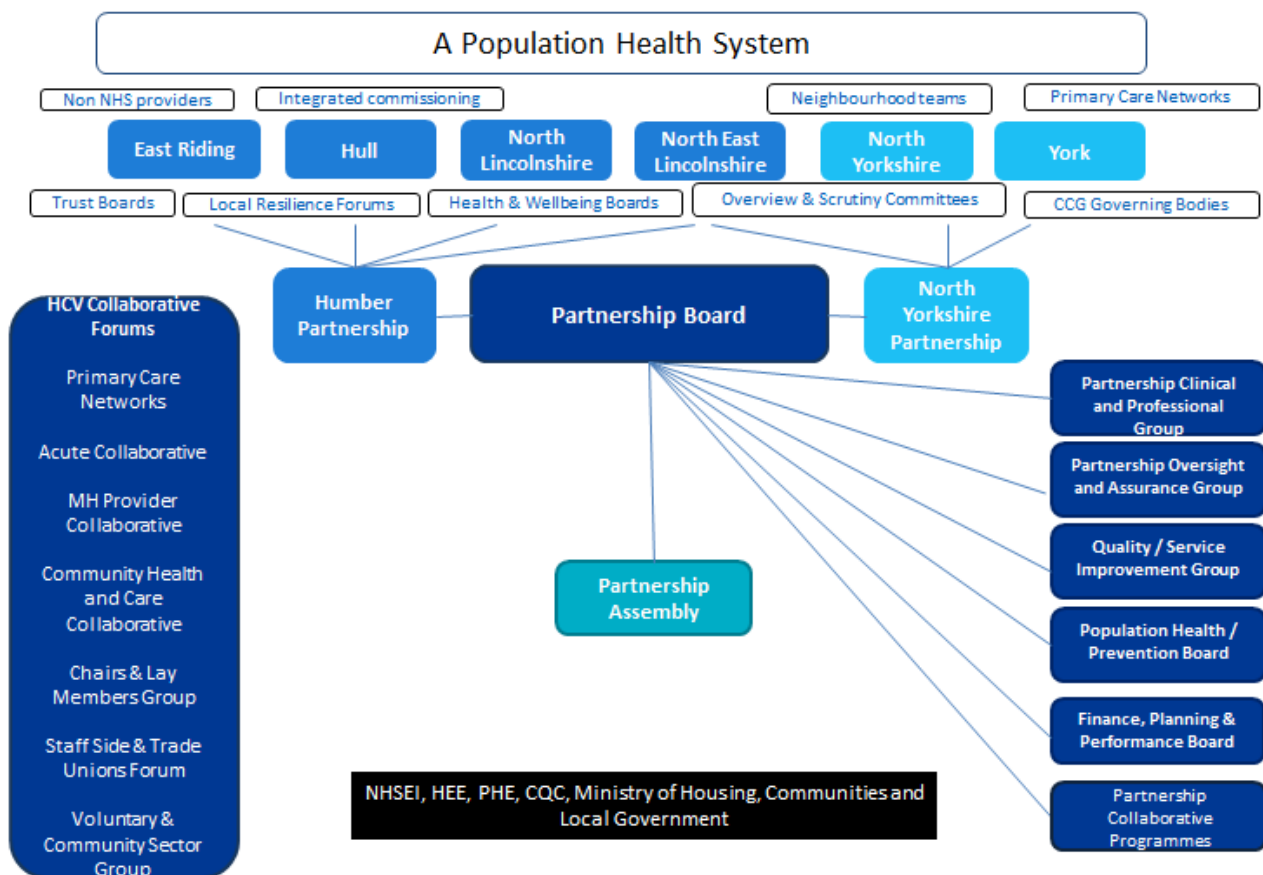 A Population Health System
Non NHS providers
Integrated commissioning
Neighbourhood teams
Primary Care Networks
East Riding
Hull
North
Lincolnshire
North East
Lincolnshire
North
Yorkshire
York
Trust Boards
Local Resilience Forums
Health & Wellbeing Boards
Overview & Scrutiny Committees
CCG Governing Bodies
Humber
Partnership
Partnership Board
North
Yorkshire
Partnership
HCV Collaborative
Forums
Primary Care
Networks
Acute Collaborative
MH Provider
Collaborative
Community Health
and Care
Collaborative
Chairs & Lay
Members Group
Staff Side & Trade
Unions Forum
Voluntary &
Community Sector
Group
Partnership
Assembly
Partnership Clinical
and Professional
Group
Partnership Oversight
and Assurance Group
Quality / Service
Improvement Group
Population Health /
Prevention Board
Finance, Planning &
Performance Board
Partnership
Collaborative
Programmes
NHSEI, HEE, PHE, CQC, Ministry of Housing, Communities and
Local Government